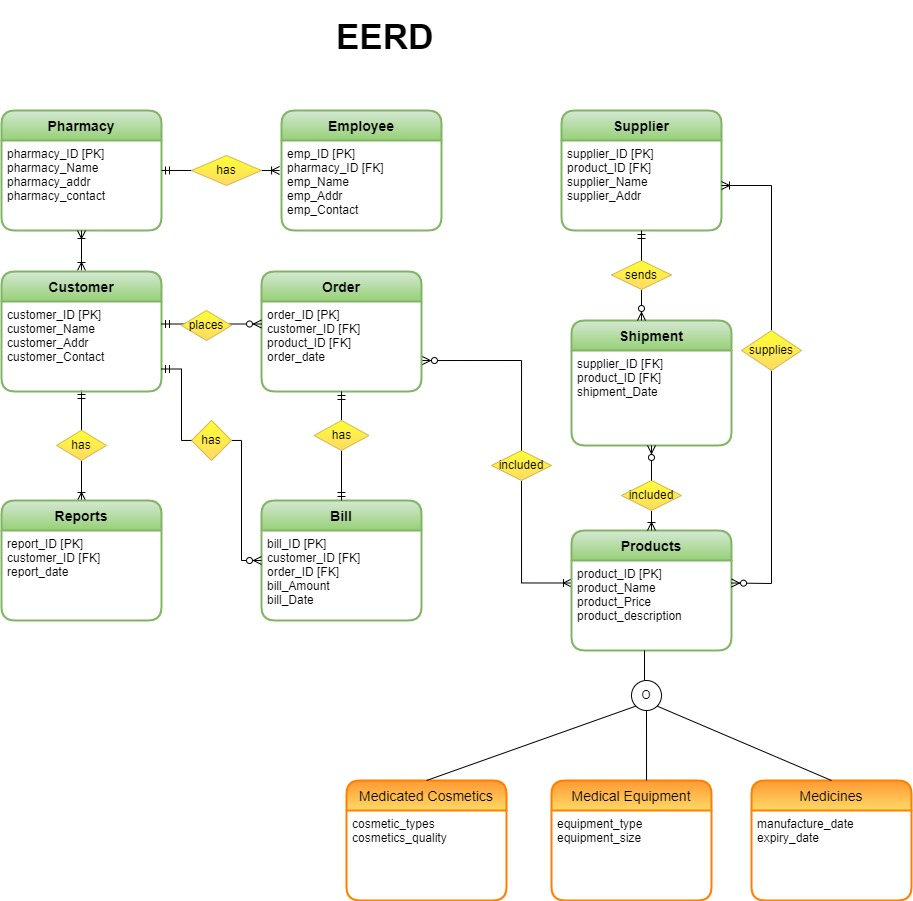 EERD
Pharmacy
pharmacy_ID [PK]
pharmacy_Name
pharmacy_addr
pharmacy_contact
has
Employee
emp_ID [PK]
pharmacy_ID [FK]
emp_Name
emp_Addr
emp_Contact
Supplier
supplier_ID [PK]
product_ID [FK]
supplier_Name
supplier_Addr
sends
supplies
Customer
customer_ID [PK]
customer_Name
customer_Addr
customer_Contact
places
Order
order_ID [PK]
customer_ID [FK]
product_ID [FK]
order_date
Shipment
supplier_ID [FK]
product_ID [FK]
shipment_Date
has
has
has
included
included
Reports
report_ID [PK]
customer_ID [FK]
report_date
Bill
bill_ID [PK]
customer_ID [FK]
order_ID [FK]
bill_Amount
bill_Date
Products
product_ID [PK]
product_Name
product_Price
product_description
O
Medicated Cosmetics
cosmetic_types
cosmetics_quality
Medical Equipment
equipment_type
equipment_size
Medicines
manufacture_date
expiry_date